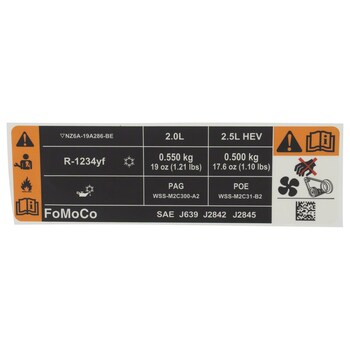 ▽NZ6A-19A286-BE 2.0L 2.5L HEV
R-1234yf 0.550 kg 0.500 kg
19 oz (1.21 lbs) 17.6 oz (1.10 lbs)
PAG POE
WSS-M2C300-A2 WSS-M2C31-B2
FoMoCo SAE J639 J2842 J2845